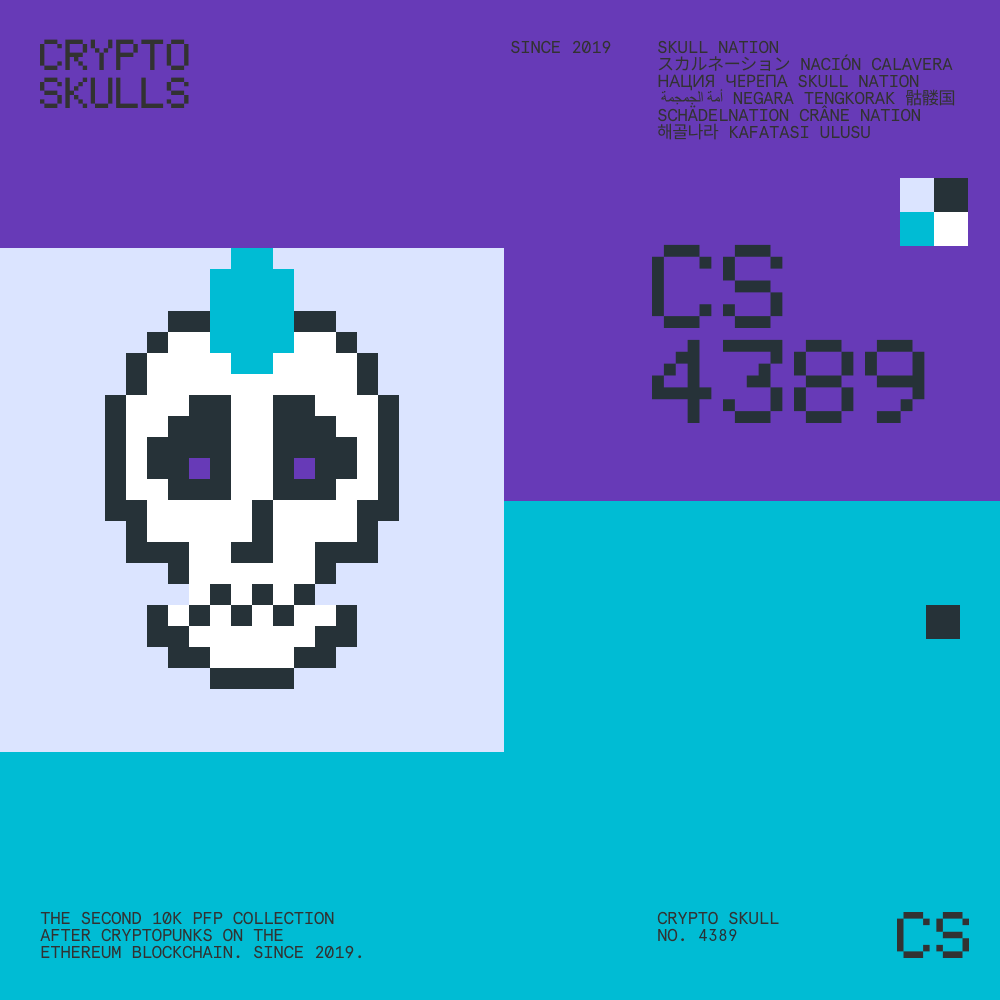 CRYPTO
SKULLS
SINCE 2019
SKULL NATION
スカルネーション NACIÓN CALAVERA
НАЦИЯ ЧЕРЕПА SKULL NATION
أمة الجمجمة NEGARA TENGKORAK 骷髅国
SCHÄDELNATION CRÂNE NATION
해골나라 KAFATASI ULUSU
CS
4389
THE SECOND 10K PFP COLLECTION
AFTER CRYPTOPUNKS ON THE
ETHEREUM BLOCKCHAIN. SINCE 2019.
CRYPTO SKULL
NO. 4389
CS